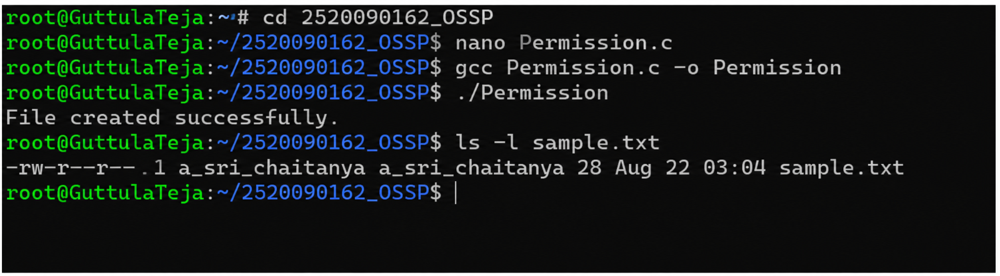 root@GuttulaTeja:~# cd 2520090162_OSSP
root@GuttulaTeja:~/2520090162_OSSP$ nano Permission.c
root@GuttulaTeja:~/2520090162_OSSP$ gcc Permission.c -o Permission
root@GuttulaTeja:~/2520090162_OSSP$ ./Permission
File created successfully.
root@GuttulaTeja:~/2520090162_OSSP$ ls -l sample.txt
-rw-r--r--.1 a_sri_chaitanya a_sri_chaitanya 28 Aug 22 03:04 sample.txt
root@GuttulaTeja:~/2520090162_OSSP$